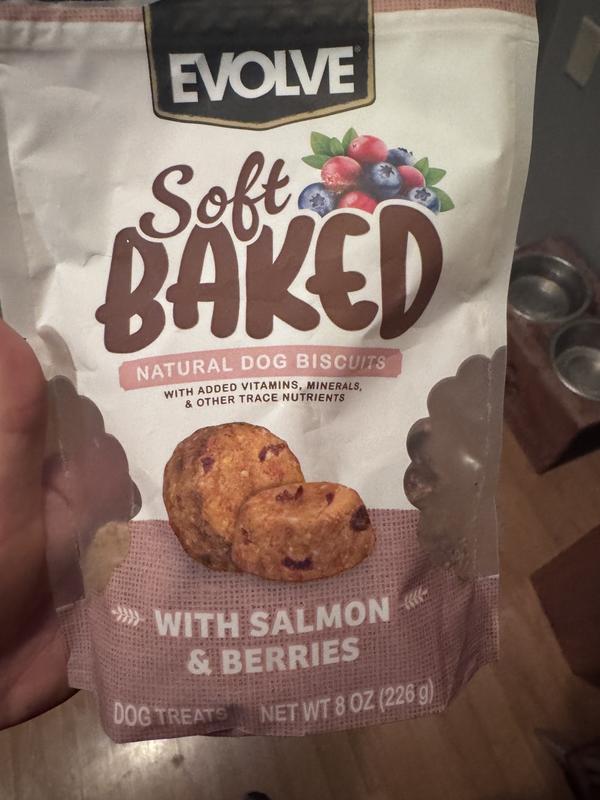 EVOLVE®
Soft
BAKED
NATURAL DOG BISCUITS
WITH ADDED VITAMINS, MINERALS,
& OTHER TRACE NUTRIENTS
WITH SALMON
& BERRIES
DOG TREATS NET WT 8 OZ (226 g)